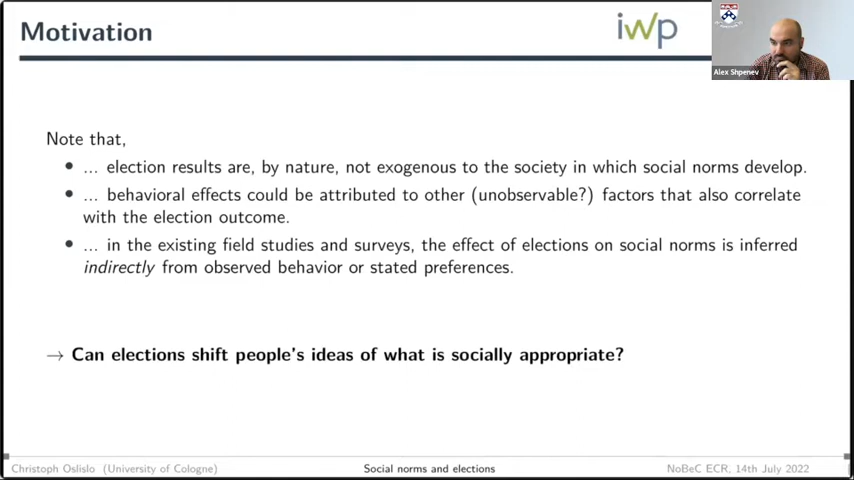 Motivation
iwp
Alex Shpenev
Note that,
• ... election results are, by nature, not exogenous to the society in which social norms develop.
• ... behavioral effects could be attributed to other (unobservable?) factors that also correlate
with the election outcome.
• ... in the existing field studies and surveys, the effect of elections on social norms is inferred
indirectly from observed behavior or stated preferences.
→ Can elections shift people's ideas of what is socially appropriate?
Christoph Oslislo (University of Cologne) Social norms and elections NoBeC ECR, 14th July 2022